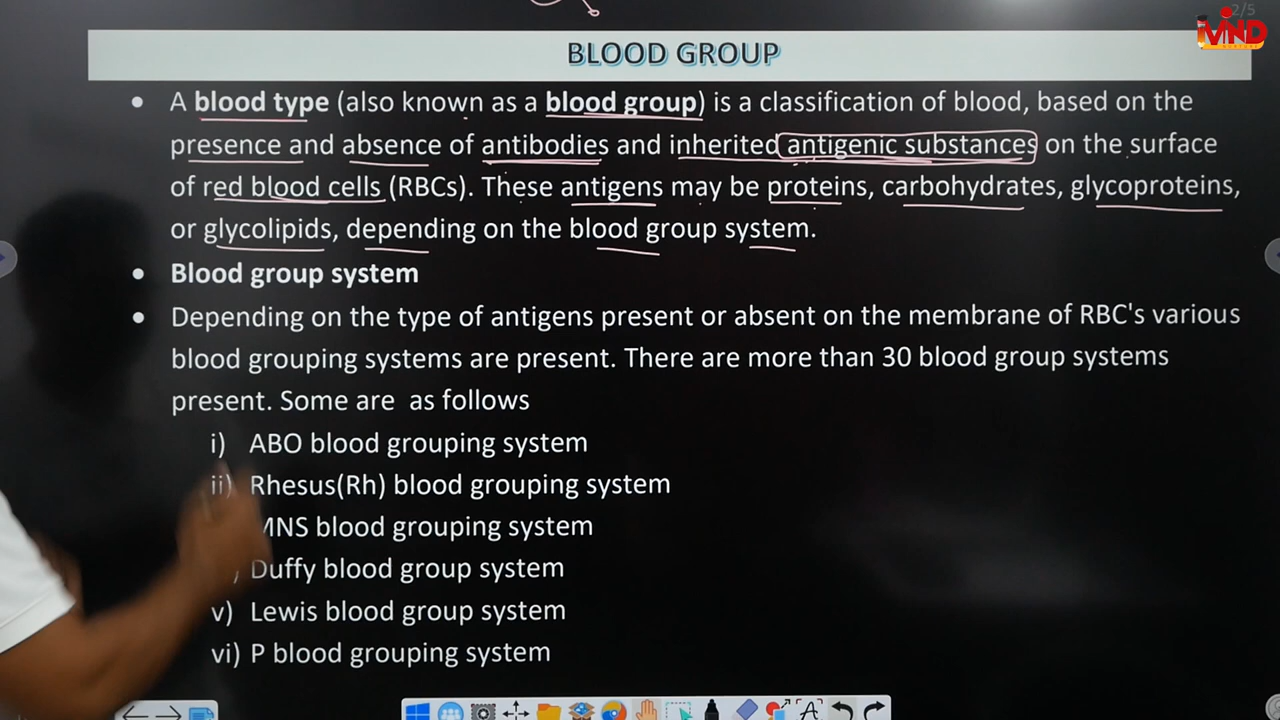 2/5
MIND
BLOOD GROUP
• A blood type (also known as a blood group) is a classification of blood, based on the
presence and absence of antibodies and inherited antigenic substances on the surface
of red blood cells (RBCs). These antigens may be proteins, carbohydrates, glycoproteins,
or glycolipids, depending on the blood group system.
• Blood group system
• Depending on the type of antigens present or absent on the membrane of RBC's various
blood grouping systems are present. There are more than 30 blood group systems
present. Some are as follows
i) ABO blood grouping system
ii) Rhesus(Rh) blood grouping system
MNS blood grouping system
) Duffy blood group system
v) Lewis blood group system
vi) P blood grouping system